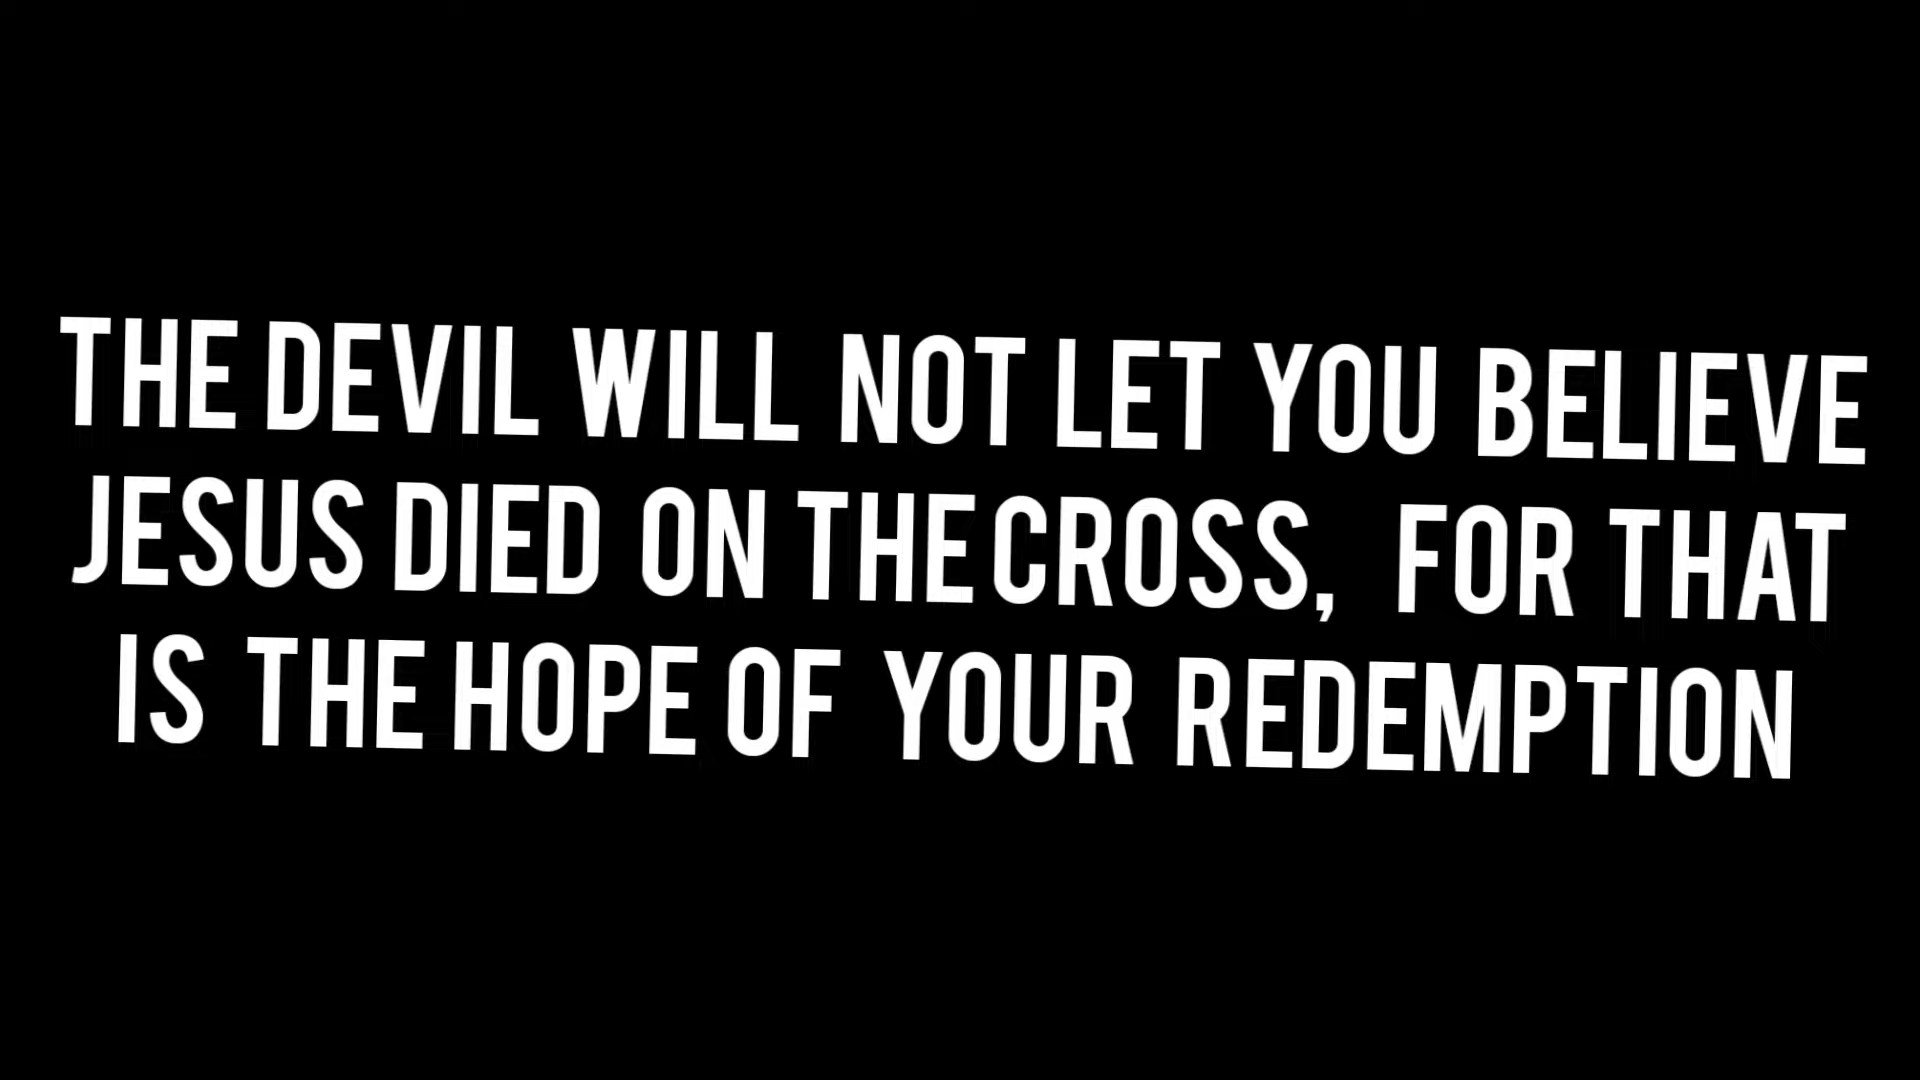 THE DEVIL WILL NOT LET YOU BELIEVE
JESUS DIED ON THE CROSS, FOR THAT
IS THE HOPE OF YOUR REDEMPTION